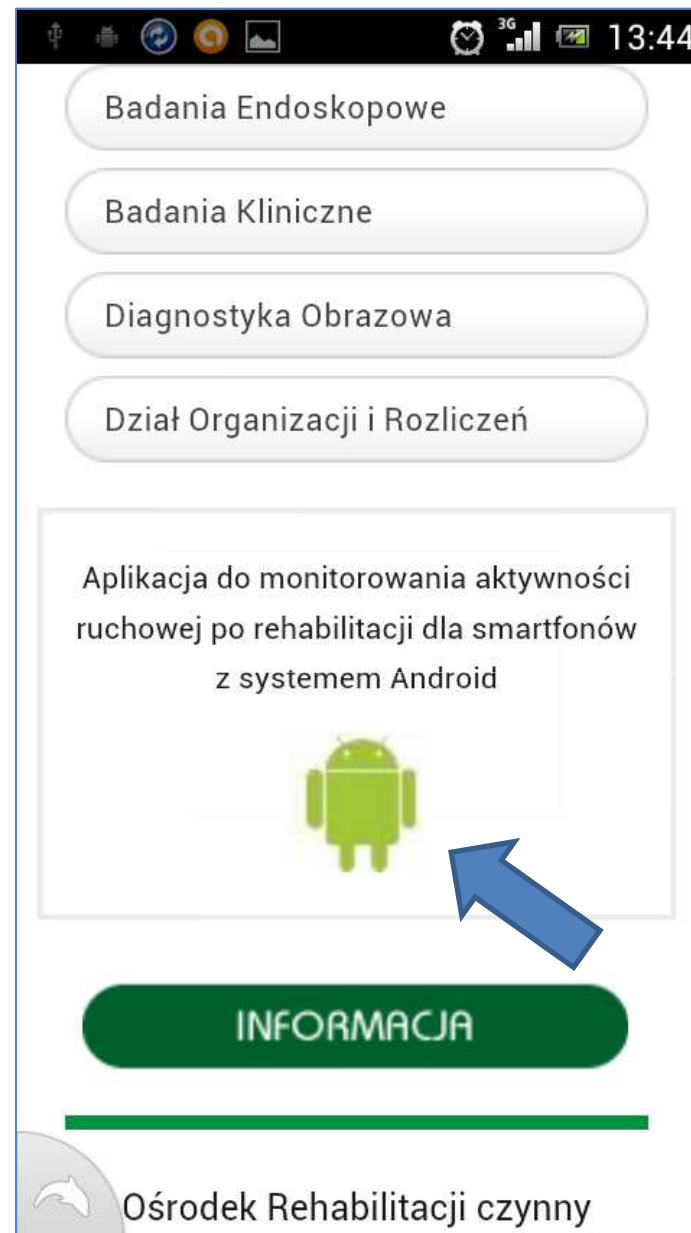 3G 13:44
Badania Endoskopowe
Badania Kliniczne
Diagnostyka Obrazowa
Dział Organizacji i Rozliczeń
Aplikacja do monitorowania aktywności
ruchowej po rehabilitacji dla smartfonów
z systemem Android
INFORMACJA
Ośrodek Rehabilitacji czynny